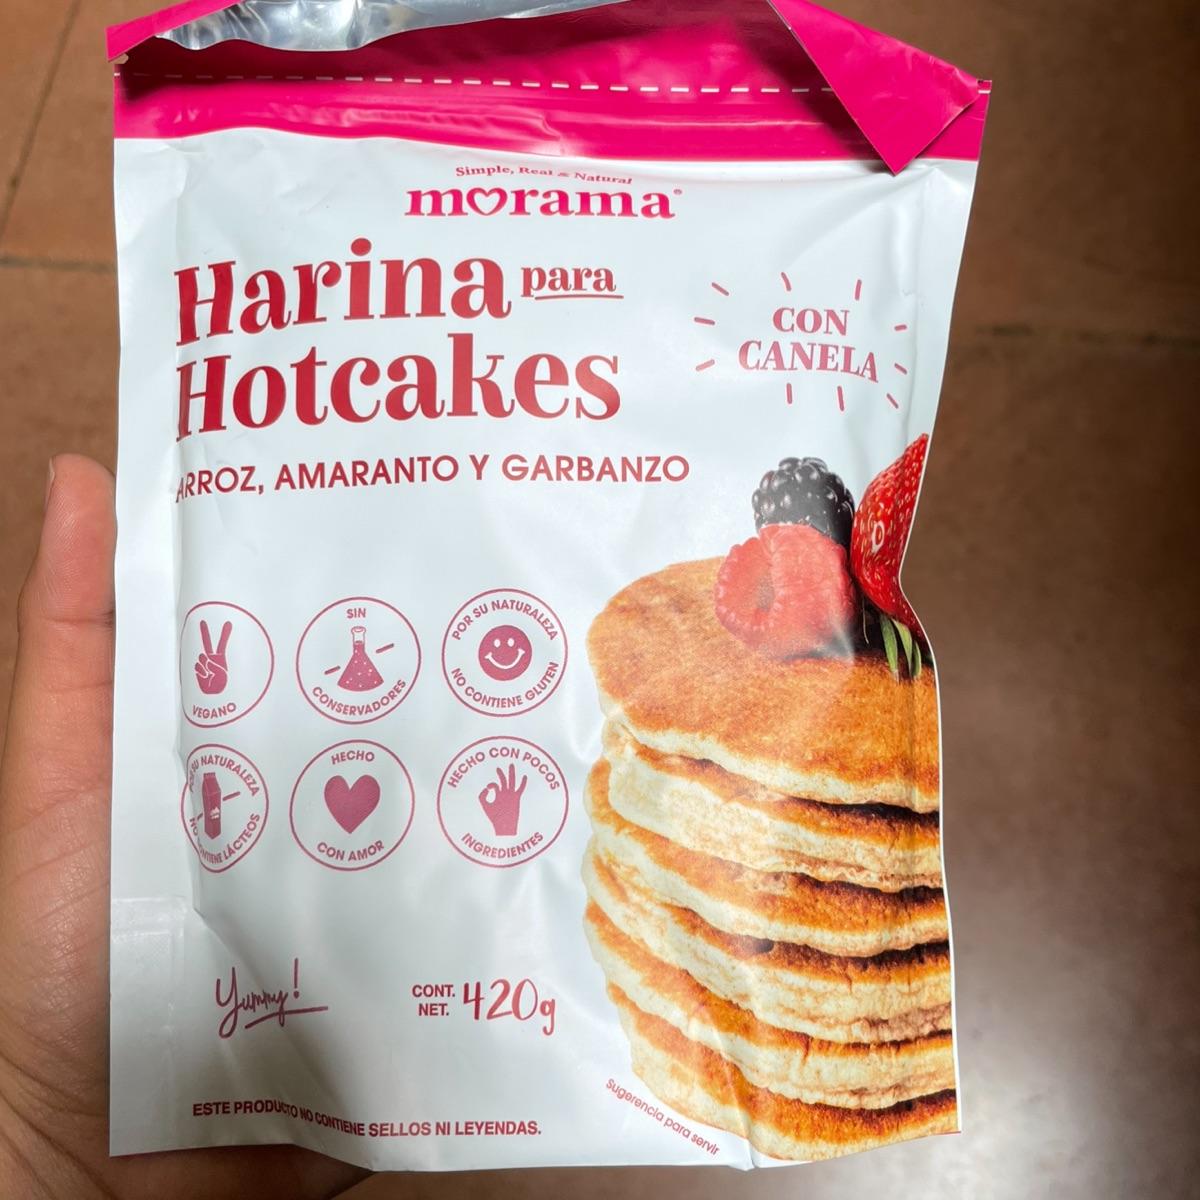 Simple, Real & Natural
morama®
Harina para
Hotcakes
CON
CANELA
ARROZ, AMARANTO Y GARBANZO
VEGANO
SIN
CONSERVADORES
POR SU NATURALEZA
NO CONTIENE GLUTEN
POR SU NATURALEZA
NO CONTIENE LÁCTEOS
HECHO
CON AMOR
HECHO CON POCOS
INGREDIENTES
Yummy!
CONT.
NET. 420g
Sugerencia para servir
ESTE PRODUCTO NO CONTIENE SELLOS NI LEYENDAS.